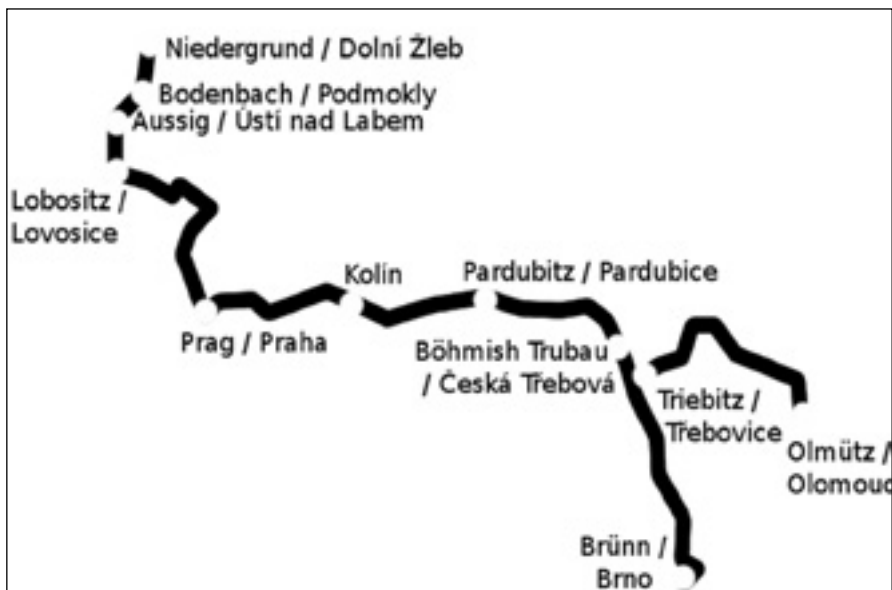 Niedergrund / Dolní Žleb
Bodenbach / Podmokly
Aussig / Ústí nad Labem
Lobositz /
Lovosice
Kolín
Pardubitz / Pardubice
Prag / Praha
Böhmish Trubau
/ Česká Třebová
Triebitz /
Třebovice
Olmütz /
Olomouc
Brünn /
Brno